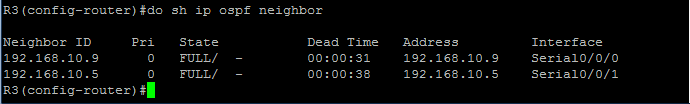 R3(config-router)#do sh ip ospf neighbor
Neighbor ID     Pri   State           Dead Time   Address         Interface
192.168.10.9      0   FULL/  -        00:00:31    192.168.10.9    Serial0/0/0
192.168.10.5      0   FULL/  -        00:00:38    192.168.10.5    Serial0/0/1
R3(config-router)#